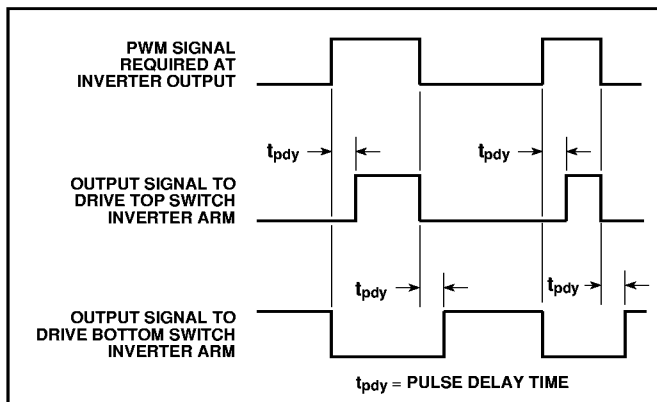 PWM SIGNAL
REQUIRED AT
INVERTER OUTPUT
tpdy
tpdy
OUTPUT SIGNAL TO
DRIVE TOP SWITCH
INVERTER ARM
tpdy
tpdy
OUTPUT SIGNAL TO
DRIVE BOTTOM SWITCH
INVERTER ARM
tpdy = PULSE DELAY TIME